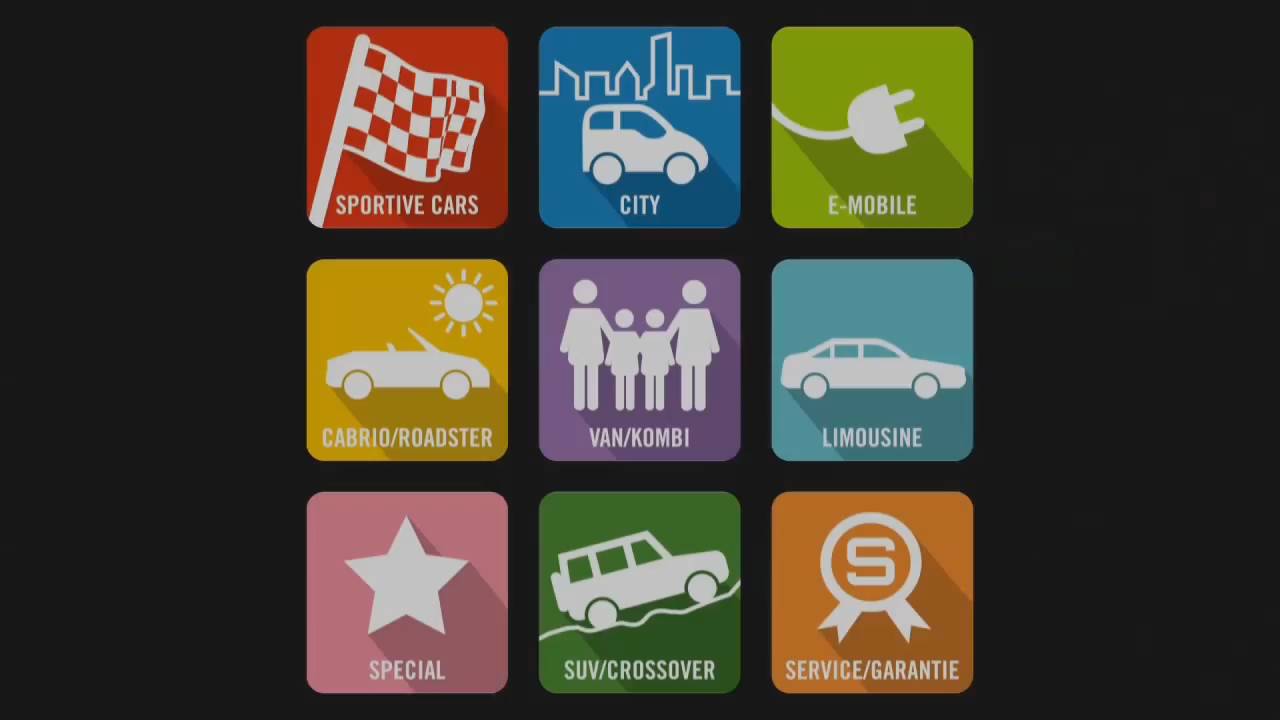 SPORTIVE CARS
CITY
E-MOBILE
CABRIO/ROADSTER
VAN/KOMBI
LIMOUSINE
SPECIAL
SUV/CROSSOVER
S
SERVICE/GARANTIE